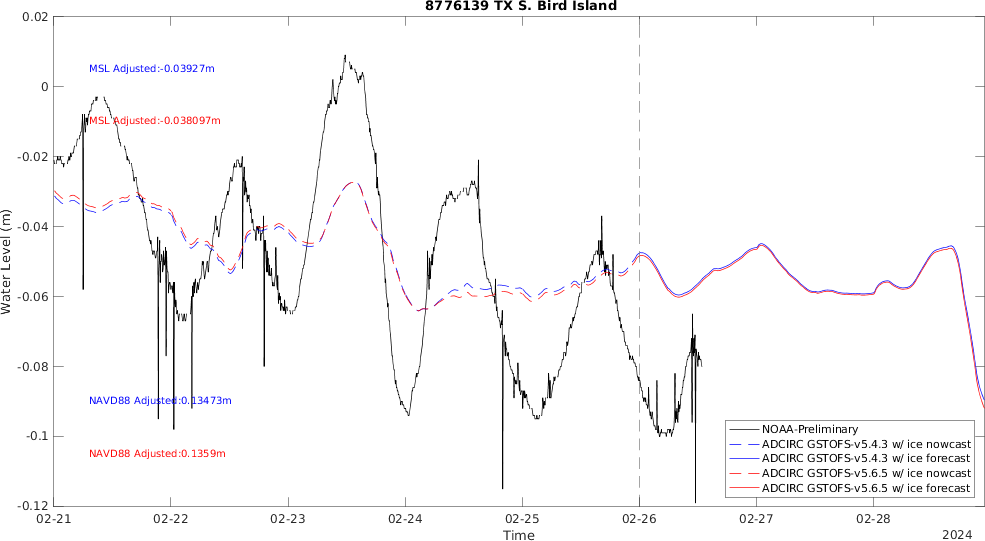 8776139 TX S. Bird Island
0.02
0
-0.02
-0.04
-0.06
-0.08
-0.1
-0.12
Water Level (m)
MSL Adjusted:-0.03927m
MSL Adjusted:-0.038097m
NAVD88 Adjusted:0.13473m
NAVD88 Adjusted:0.1359m
NOAA-Preliminary
ADCIRC GSTOFS-v5.4.3 w/ ice nowcast
ADCIRC GSTOFS-v5.4.3 w/ ice forecast
ADCIRC GSTOFS-v5.6.5 w/ ice nowcast
ADCIRC GSTOFS-v5.6.5 w/ ice forecast
02-21 02-22 02-23 02-24 02-25 02-26 02-27 02-28
Time
2024